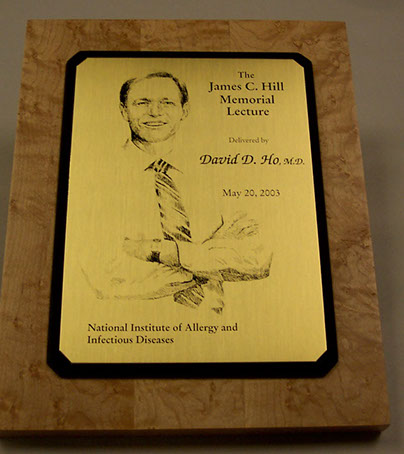 The
James C. Hill
Memorial
Lecture
Delivered by
David D. Ho, M.D.
May 20, 2003
National Institute of Allergy and
Infectious Diseases